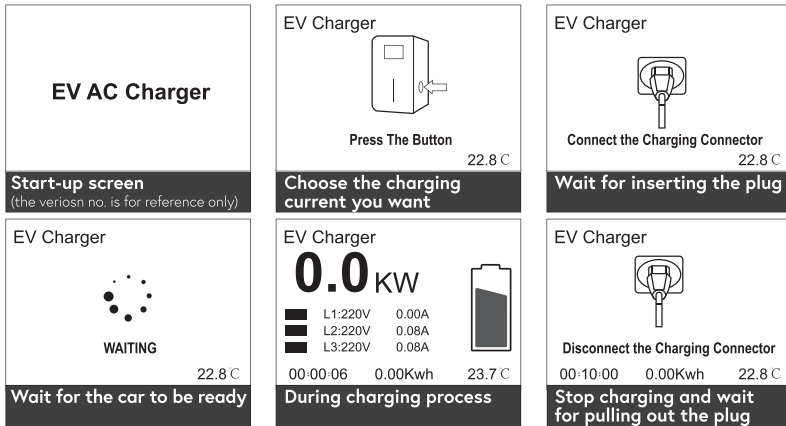 EV AC Charger
Start-up screen
(the veriosn no. is for reference only)
EV Charger
Press The Button
22.8℃
Choose the charging
current you want
EV Charger
Connect the Charging Connector
22.8℃
Wait for inserting the plug
EV Charger
WAITING
22.8℃
Wait for the car to be ready
EV Charger
0.0 KW
L1:220V 0.00A
L2:220V 0.08A
L3:220V 0.08A
00:00:06 0.00Kwh 23.7℃
During charging process
EV Charger
Disconnect the Charging Connector
00:10:00 0.00Kwh 22.8℃
Stop charging and wait
for pulling out the plug